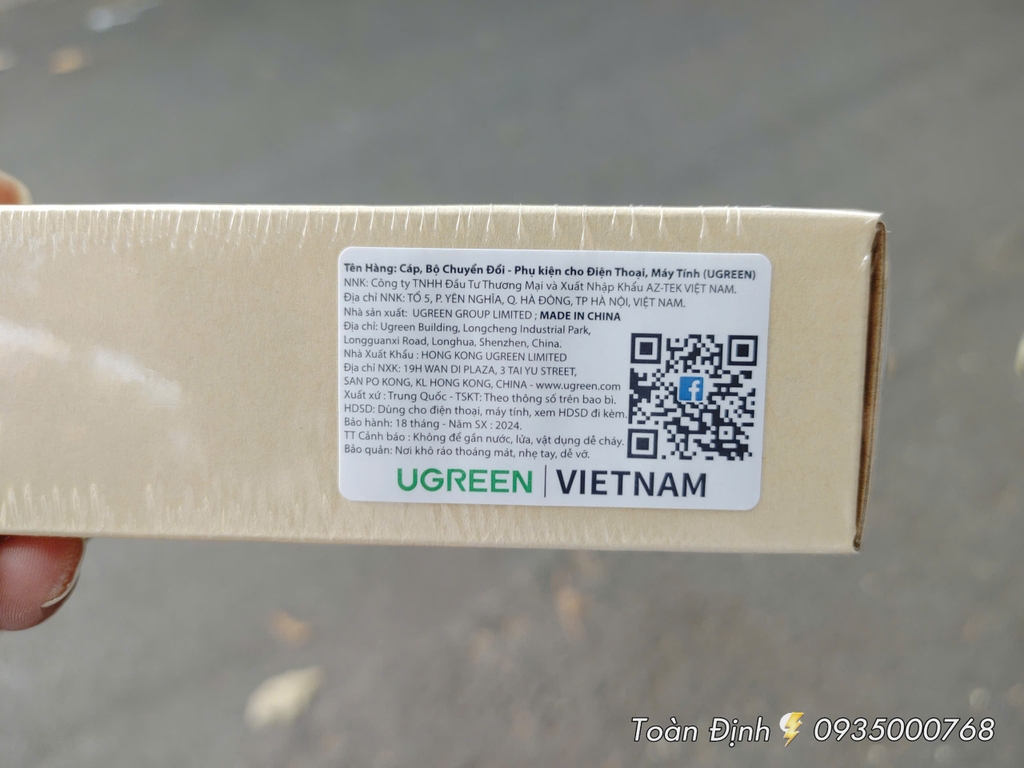 Tên Hàng: Cáp, Bộ Chuyển Đổi - Phụ kiện cho Điện Thoại, Máy Tính (UGREEN)
NNK: Công ty TNHH Đầu Tư Thương Mại và Xuất Nhập Khẩu AZ-TEK VIỆT NAM.
Địa chỉ NNK: TỔ 5, P. YÊN NGHĨA, Q. HÀ ĐÔNG, TP HÀ NỘI, VIỆT NAM.
Nhà sản xuất: UGREEN GROUP LIMITED ; MADE IN CHINA
Địa chỉ: Ugreen Building, Longcheng Industrial Park,
Longguanxi Road, Longhua, Shenzhen, China.
Nhà Xuất Khẩu : HONG KONG UGREEN LIMITED
Địa chỉ NXK: 19H WAN DI PLAZA, 3 TAI YU STREET,
SAN PO KONG, KL HONG KONG, CHINA - www.ugreen.com
Xuất xứ : Trung Quốc - TSKT: Theo thông số trên bao bì.
HDSD: Dùng cho điện thoại, máy tính, xem HDSD đi kèm.
Bảo hành: 18 tháng - Năm SX : 2024.
TT Cảnh báo : Không để gần nước, lửa, vật dụng dễ cháy.
Bảo quản: Nơi khô ráo thoáng mát, nhẹ tay, dễ vỡ.
UGREEN | VIETNAM
Toàn Định⚡0935000768